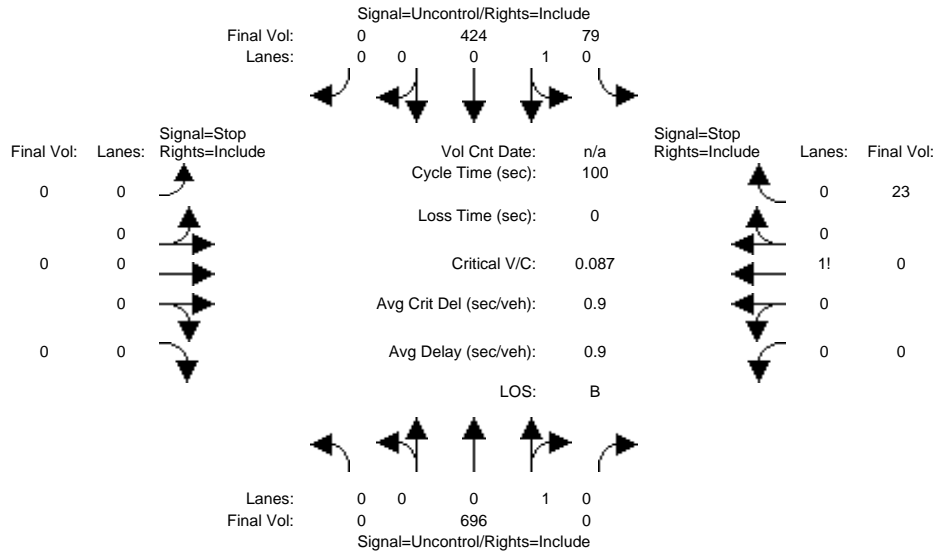 Signal=Uncontrol/Rights=Include
Final Vol: 0 424 79
Lanes: 0 0 0 1 0
Signal=Stop Signal=Stop
Final Vol: Lanes: Rights=Include Vol Cnt Date: n/a Rights=Include Lanes: Final Vol:
Cycle Time (sec): 100
0 0 0 23
Loss Time (sec): 0
0 0
0 0 Critical V/C: 0.087 1! 0
0 Avg Crit Del (sec/veh): 0.9 0
0 0 Avg Delay (sec/veh): 0.9 0 0
LOS: B
Lanes: 0 0 0 1 0
Final Vol: 0 696 0
Signal=Uncontrol/Rights=Include